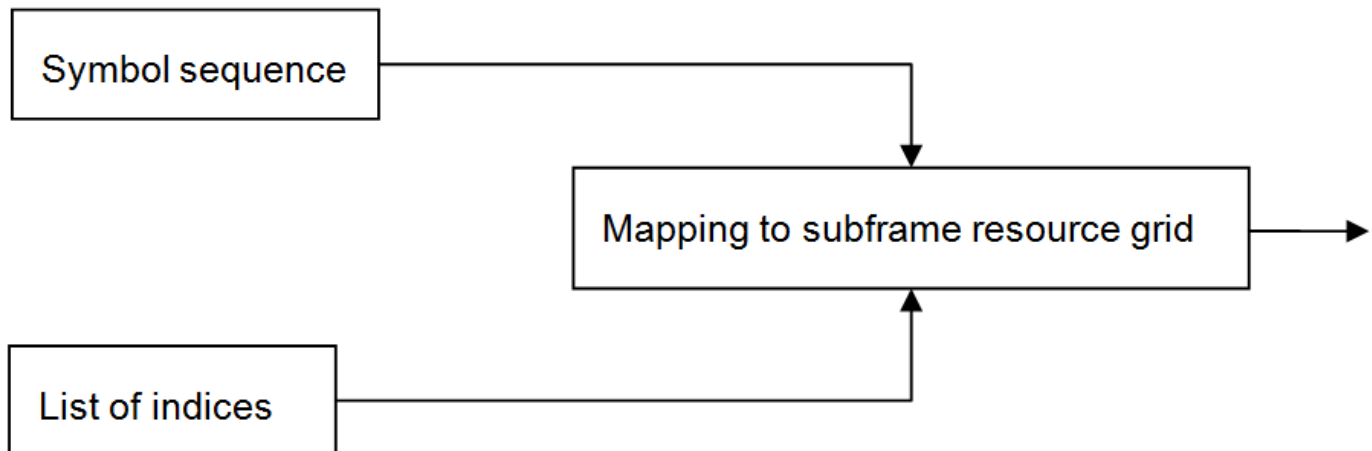 Symbol sequence
Mapping to subframe resource grid
List of indices